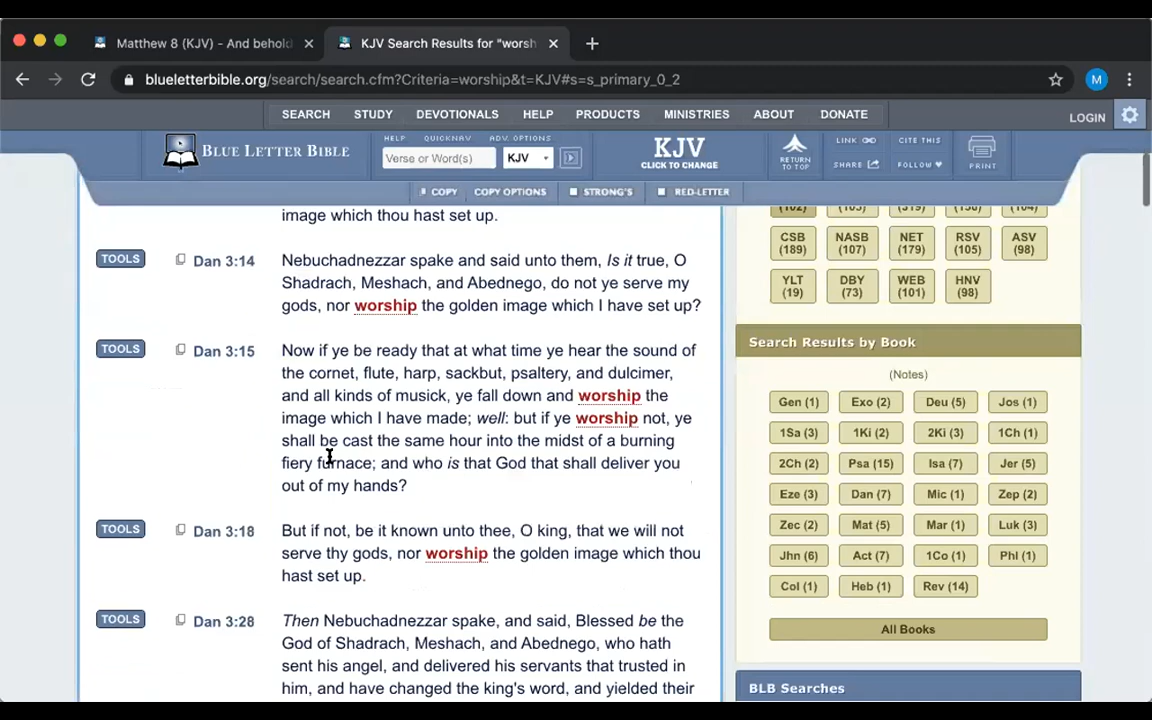 Matthew 8 (KJV) - And behold
KJV Search Results for "worsh
blueletterbible.org/search/search.cfm?Criteria=worship&t=KJV#s=s_primary_0_2
M
SEARCH STUDY DEVOTIONALS HELP PRODUCTS MINISTRIES ABOUT DONATE
LOGIN
BLUE LETTER BIBLE
HELP QUICKNAV ADV. OPTIONS
Verse or Word(s) KJV
KJV
CLICK TO CHANGE
RETURN
TO TOP
LINK CITE THIS
SHARE FOLLOW
PRINT
COPY COPY OPTIONS STRONG'S RED-LETTER
image which thou hast set up.
TOOLS Dan 3:14 Nebuchadnezzar spake and said unto them, Is it true, O
Shadrach, Meshach, and Abednego, do not ye serve my
gods, nor worship the golden image which I have set up?
TOOLS Dan 3:15 Now if ye be ready that at what time ye hear the sound of
the cornet, flute, harp, sackbut, psaltery, and dulcimer,
and all kinds of musick, ye fall down and worship the
image which I have made; well: but if ye worship not, ye
shall be cast the same hour into the midst of a burning
fiery furnace; and who is that God that shall deliver you
out of my hands?
TOOLS Dan 3:18 But if not, be it known unto thee, O king, that we will not
serve thy gods, nor worship the golden image which thou
hast set up.
TOOLS Dan 3:28 Then Nebuchadnezzar spake, and said, Blessed be the
God of Shadrach, Meshach, and Abednego, who hath
sent his angel, and delivered his servants that trusted in
him, and have changed the king's word, and yielded their
CSB NASB NET RSV ASV
(189) (107) (179) (105) (98)
YLT DBY WEB HNV
(19) (73) (101) (98)
Search Results by Book
(Notes)
Gen (1) Exo (2) Deu (5) Jos (1)
1Sa (3) 1Ki (2) 2Ki (3) 1Ch (1)
2Ch (2) Psa (15) Isa (7) Jer (5)
Eze (3) Dan (7) Mic (1) Zep (2)
Zec (2) Mat (5) Mar (1) Luk (3)
Jhn (6) Act (7) 1Co (1) Phl (1)
Col (1) Heb (1) Rev (14)
All Books
BLB Searches